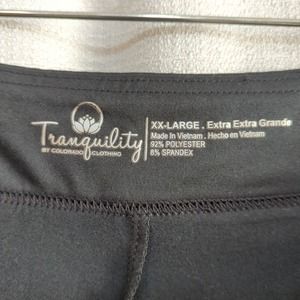 Tranquility
BY COLORADO CLOTHING
XX-LARGE . Extra Extra Grande
Made in Vietnam . Hecho en Vietnam
92% POLYESTER
8% SPANDEX